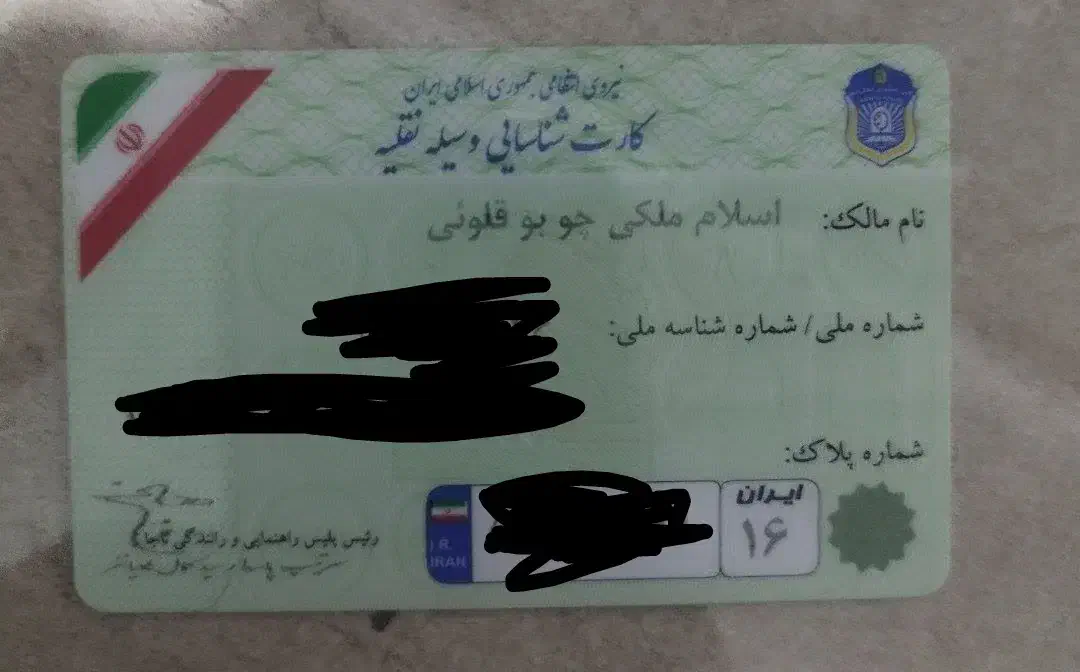 نیروی انتظامی جمهوری اسلامی ایران
کارت شناسایی وسیله نقلیه
نام مالک: اسلام ملکی چو بو قلوئی
شماره ملی/ شماره شناسه ملی:
شماره پلاک:
ایران
۱۶
R.
IRAN
رئیس پلیس راهنمایی و رانندگی ناجا